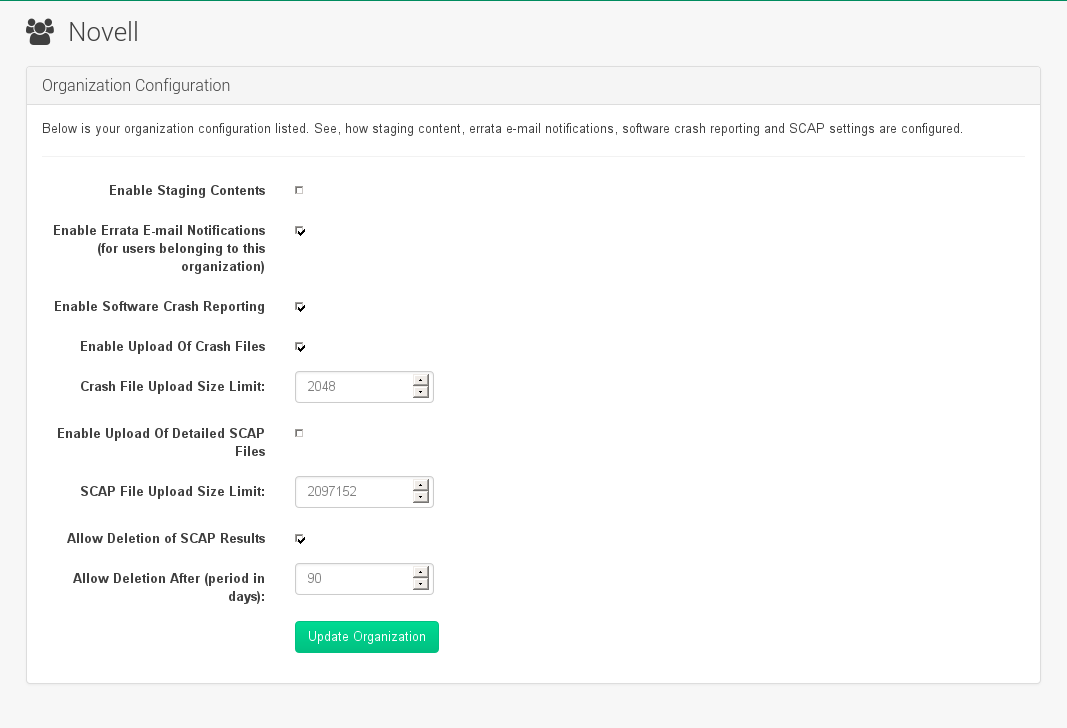 Novell
Organization Configuration
Below is your organization configuration listed. See, how staging content, errata e-mail notifications, software crash reporting and SCAP settings are configured.
Enable Staging Contents
Enable Errata E-mail Notifications
(for users belonging to this
organization)
Enable Software Crash Reporting
Enable Upload Of Crash Files
Crash File Upload Size Limit:
2048
Enable Upload Of Detailed SCAP
Files
SCAP File Upload Size Limit:
2097152
Allow Deletion of SCAP Results
Allow Deletion After (period in
days):
90
Update Organization